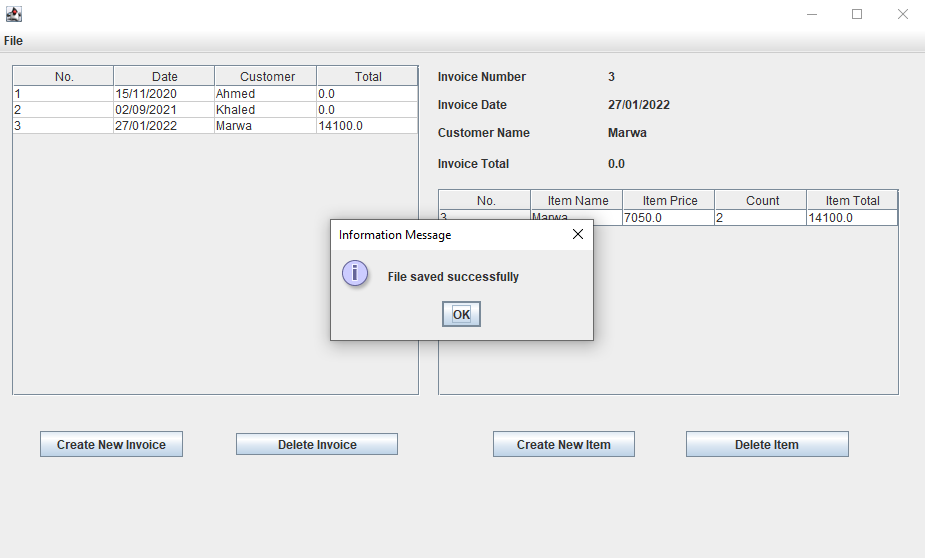 File
No. Date Customer Total
1 15/11/2020 Ahmed 0.0
2 02/09/2021 Khaled 0.0
3 27/01/2022 Marwa 14100.0
Invoice Number 3
Invoice Date 27/01/2022
Customer Name Marwa
Invoice Total 0.0
No. Item Name Item Price Count Item Total
3 Marwa 7050.0 2 14100.0
Information Message
i
File saved successfully
OK
Create New Invoice Delete Invoice Create New Item Delete Item